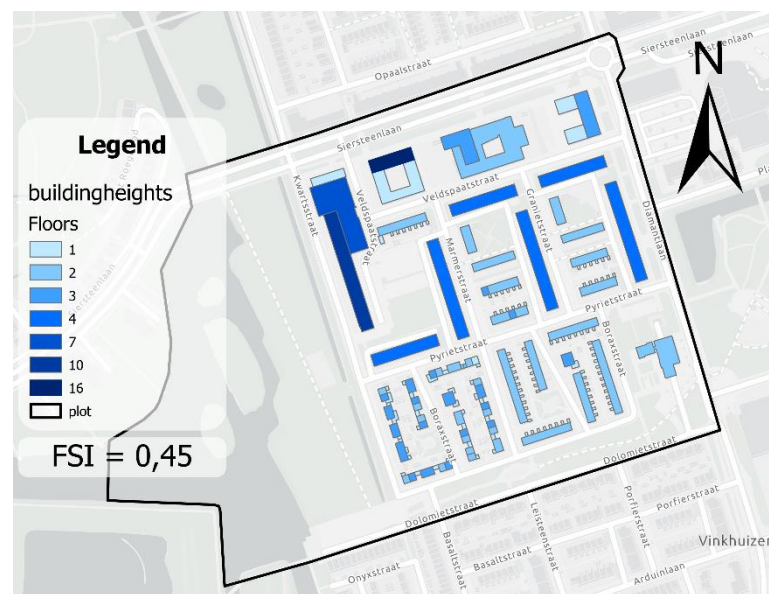 Siersteenlaan
Siersteenlaan
Opaalstraat
N
Siersteenlaan
Legend
buildingheights
Floors
1
2
3
4
7
10
16
plot
FSI = 0,45
Kwartsstraat
Veldspaatstraat
Veldspaatstraat
Granietstraat
Diamantlaan
Marmerstraat
Pyrietstraat
Pyrietstraat
Boraxstraat
Boraxstraat
Dolomietstraat
Dolomietstraat
Basaltstraat
Leisteenstraat
Porfierstraat
Porfierstraat
Basaltstraat
Vinkhuizen
Onyxstraat
Arduinlaan